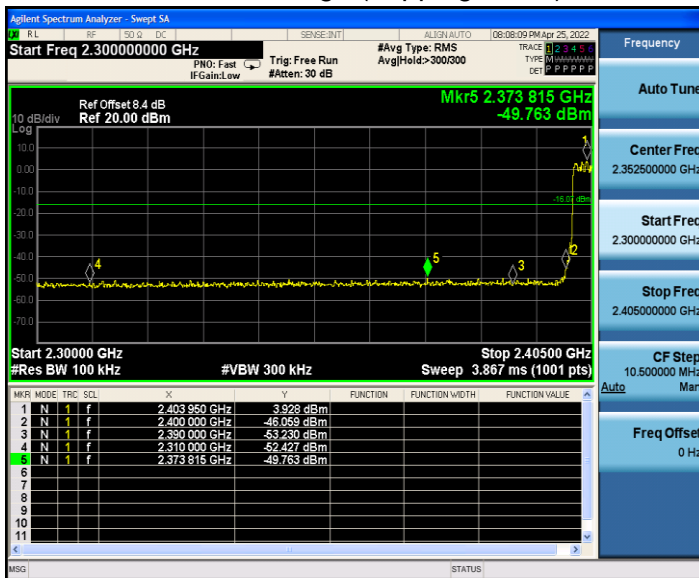 Agilent Spectrum Analyzer - Swept SA
RL RF 50 Ω DC SENSE:INT ALIGN AUTO 08:08:09 PM Apr 25, 2022
Start Freq 2.300000000 GHz
PNO: Fast
IFGain:Low
Trig: Free Run
#Atten: 30 dB
#Avg Type: RMS
Avg|Hold:>300/300
TRACE 1 2 3 4 5 6
TYPE M
DET P P P P P P
Frequency
Auto Tune
Center Freq
2.352500000 GHz
Start Freq
2.300000000 GHz
Stop Freq
2.405000000 GHz
CF Step
10.500000 MHz
Auto Man
Freq Offset
0 Hz
Mkr5 2.373 815 GHz
-49.763 dBm
Ref Offset 8.4 dB
10 dB/div Ref 20.00 dBm
Log
10.0
0.00
-10.0
-20.0
-30.0
-40.0
-50.0
-60.0
-70.0
-16.07 dBm
1
2
3
4
5
Start 2.30000 GHz Stop 2.40500 GHz
#Res BW 100 kHz #VBW 300 kHz Sweep 3.867 ms (1001 pts)
MKR MODE TRC SCL X Y FUNCTION FUNCTION WIDTH FUNCTION VALUE
1 N 1 f 2.403 950 GHz 3.928 dBm
2 N 1 f 2.400 000 GHz -46.059 dBm
3 N 1 f 2.390 000 GHz -53.230 dBm
4 N 1 f 2.310 000 GHz -52.427 dBm
5 N 1 f 2.373 815 GHz -49.763 dBm
6
7
8
9
10
11
MSG STATUS